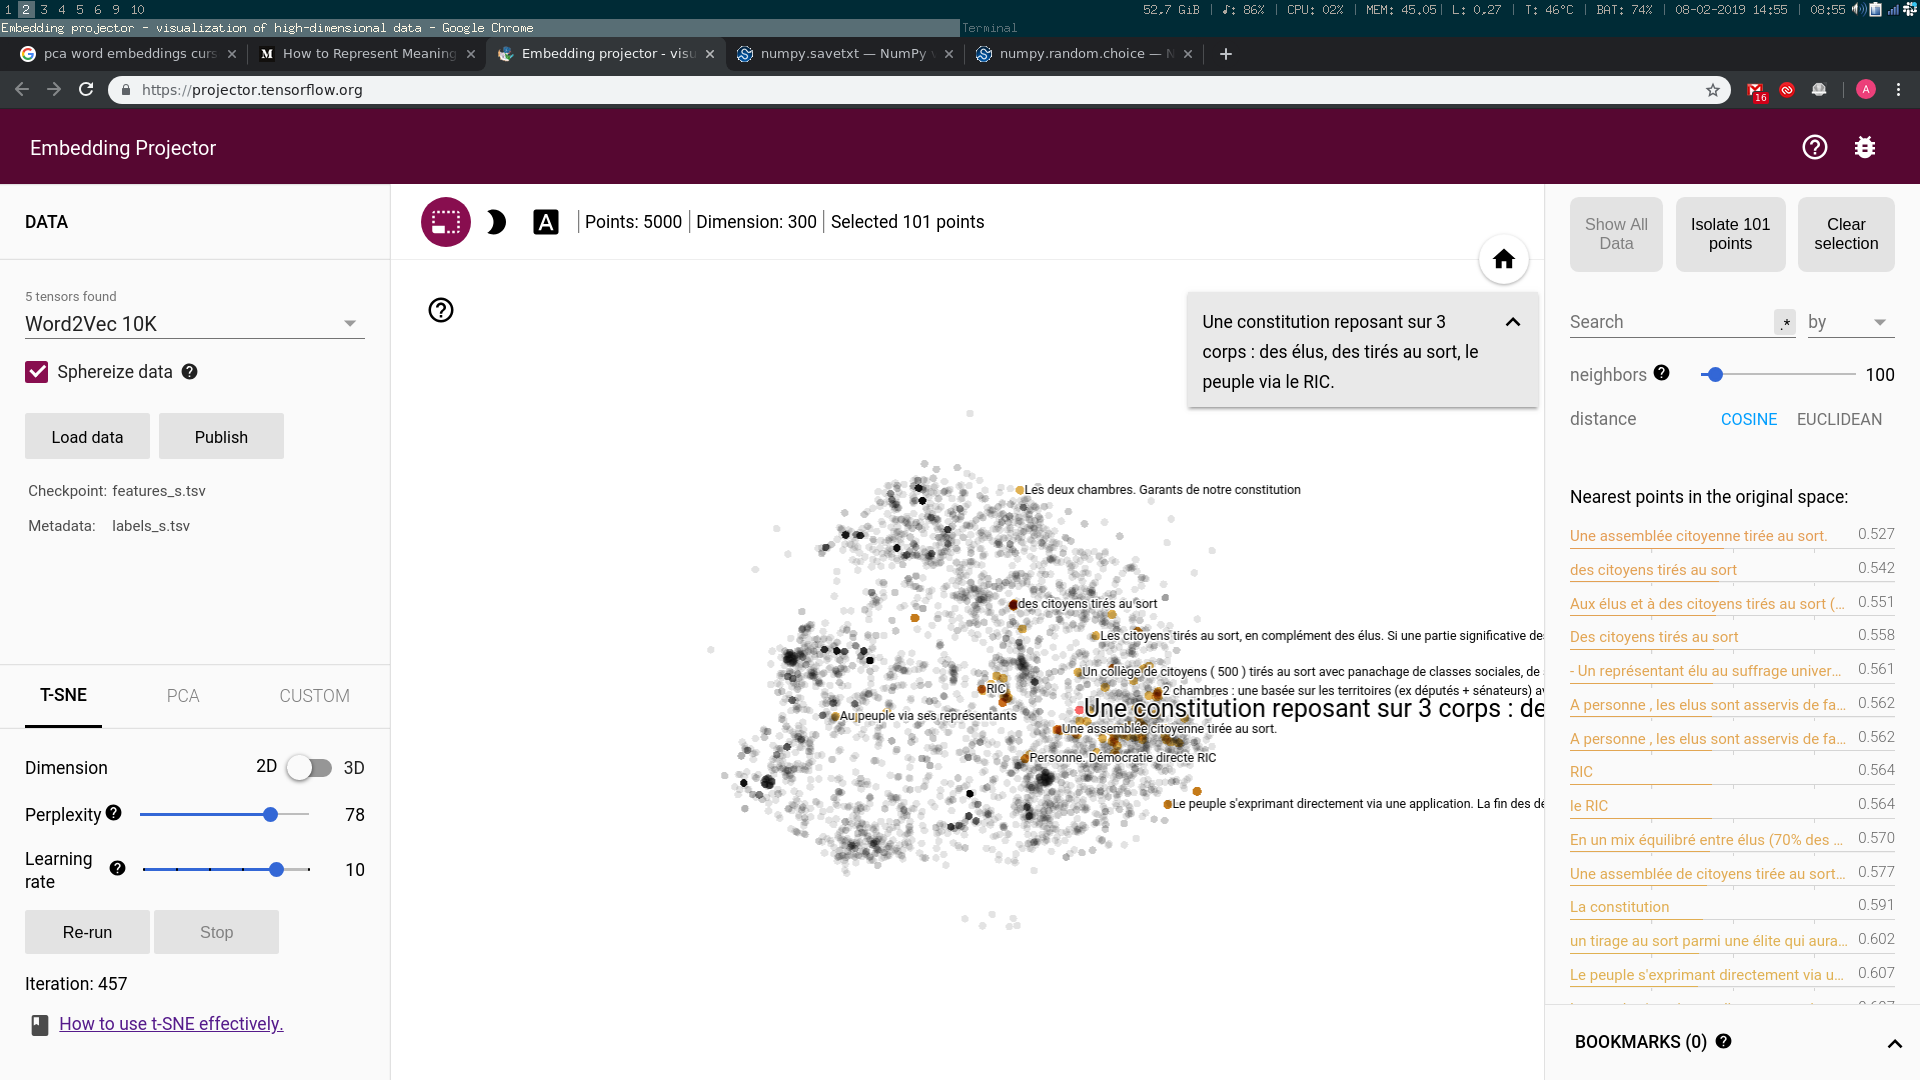 1 2 3 4 5 6 9 10
52,7 GiB | ♪: 86% | CPU: 02% | MEM: 45.05| L: 0,27 | T: 46°C | BAT: 74% | 08-02-2019 14:55 | 08:55
Embedding projector - visualization of high-dimensional data - Google Chrome
Terminal
pca word embeddings curs
How to Represent Meaning
Embedding projector - visu
numpy.savetxt — NumPy
numpy.random.choice — N
https://projector.tensorflow.org
16
A
Embedding Projector
DATA
5 tensors found
Word2Vec 10K
Sphereize data
Load data
Publish
Checkpoint: features_s.tsv
Metadata: labels_s.tsv
T-SNE
PCA
CUSTOM
Dimension 2D 3D
Perplexity 78
Learning rate 10
Re-run
Stop
Iteration: 457
How to use t-SNE effectively.
A
Points: 5000 | Dimension: 300 | Selected 101 points
Une constitution reposant sur 3
corps : des élus, des tirés au sort, le
peuple via le RIC.
Les deux chambres. Garants de notre constitution
des citoyens tirés au sort
Les citoyens tirés au sort, en complément des élus. Si une partie significative de
Un collège de citoyens ( 500 ) tirés au sort avec panachage de classes sociales, de
RIC
2 chambres : une basée sur les territoires (ex députés + sénateurs) a
Une constitution reposant sur 3 corps : de
Au peuple via ses représentants
Une assemblée citoyenne tirée au sort.
Personne. Démocratie directe RIC
Le peuple s'exprimant directement via une application. La fin des dé
Show All
Data
Isolate 101
points
Clear
selection
Search
.*
by
neighbors 100
distance COSINE EUCLIDEAN
Nearest points in the original space:
Une assemblée citoyenne tirée au sort. 0.527
des citoyens tirés au sort 0.542
Aux élus et à des citoyens tirés au sort (... 0.551
Des citoyens tirés au sort 0.558
- Un représentant élu au suffrage univer... 0.561
A personne , les elus sont asservis de fa... 0.562
A personne , les elus sont asservis de fa... 0.562
RIC 0.564
le RIC 0.564
En un mix équilibré entre élus (70% des ... 0.570
Une assemblée de citoyens tirée au sort... 0.577
La constitution 0.591
un tirage au sort parmi une élite qui aura... 0.602
Le peuple s'exprimant directement via u... 0.607
BOOKMARKS (0)